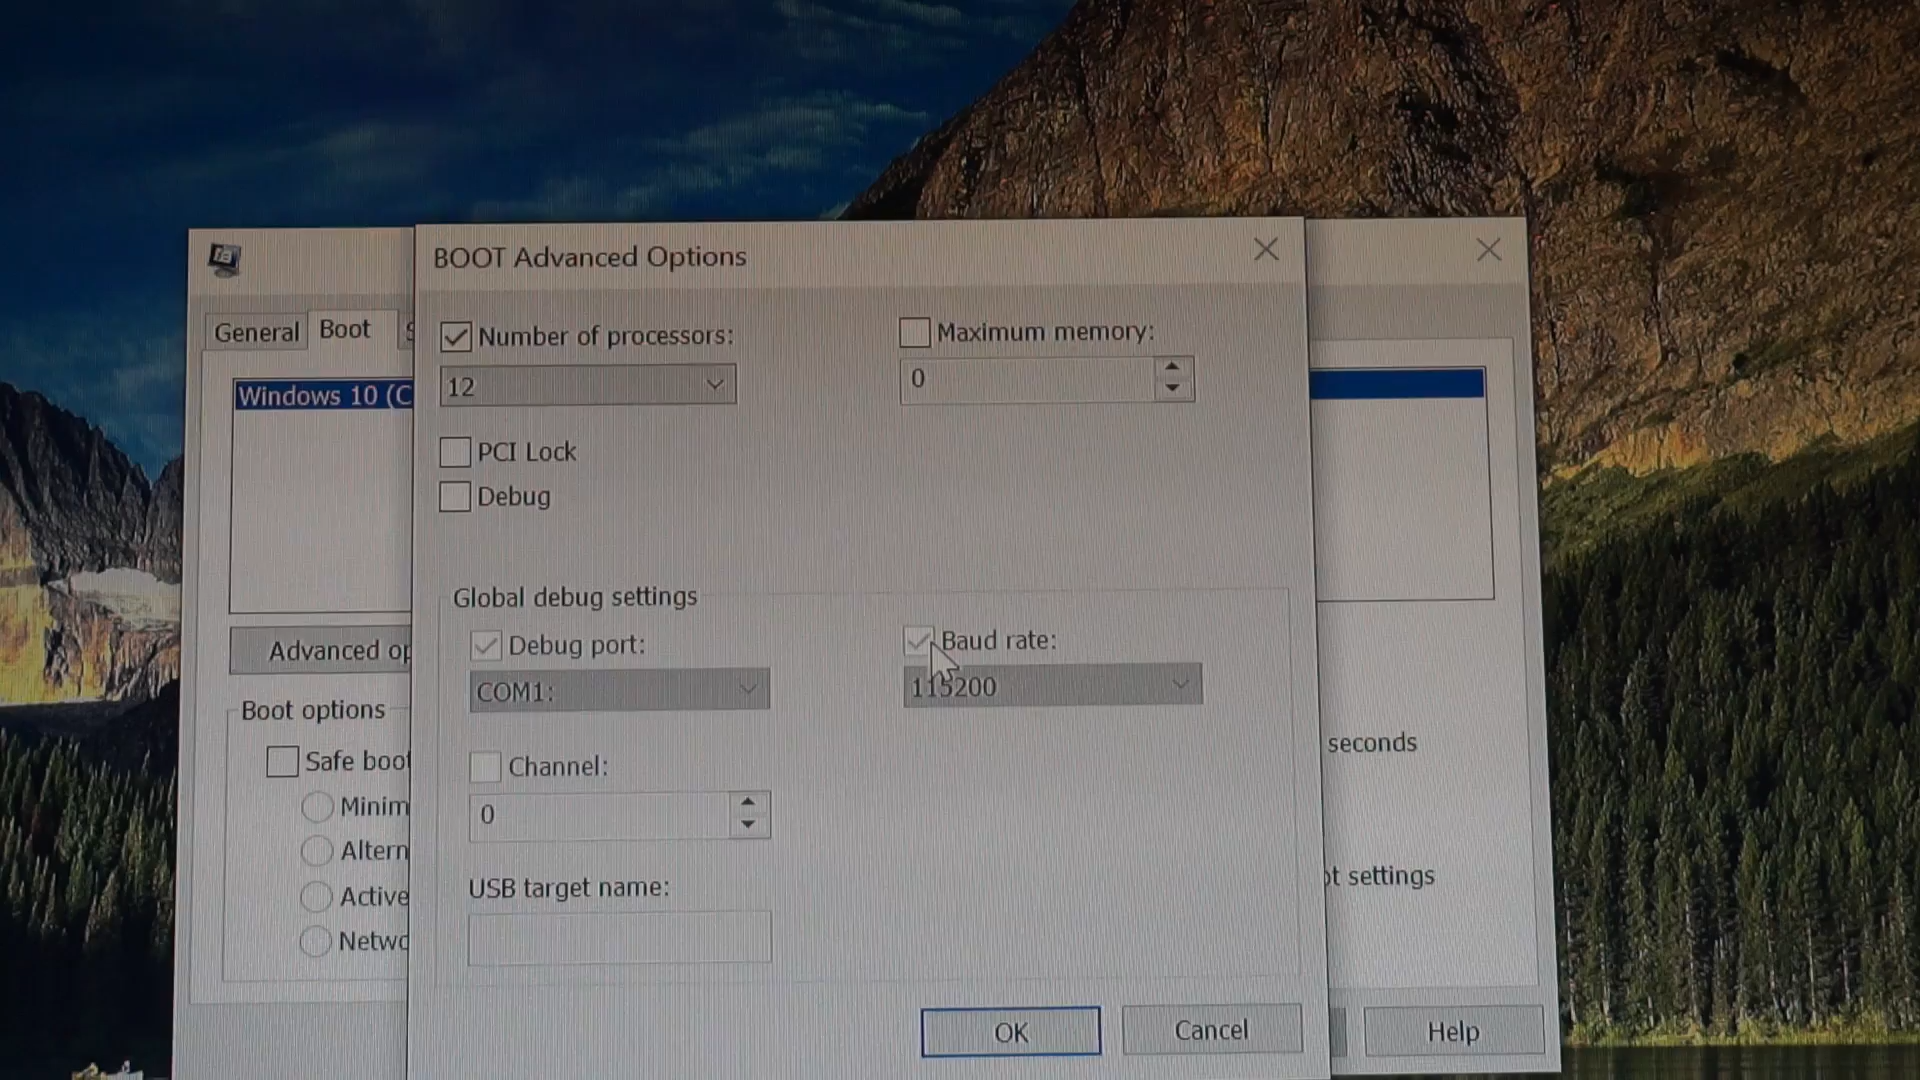 BOOT Advanced Options
General
Boot
Number of processors:
Maximum memory:
12
0
Windows 10 (C
PCI Lock
Debug
Global debug settings
Debug port:
Baud rate:
COM1:
115200
Advanced op
Boot options
Safe boot
Channel:
seconds
Minim
0
Altern
USB target name:
ot settings
Active
Netwo
OK
Cancel
Help